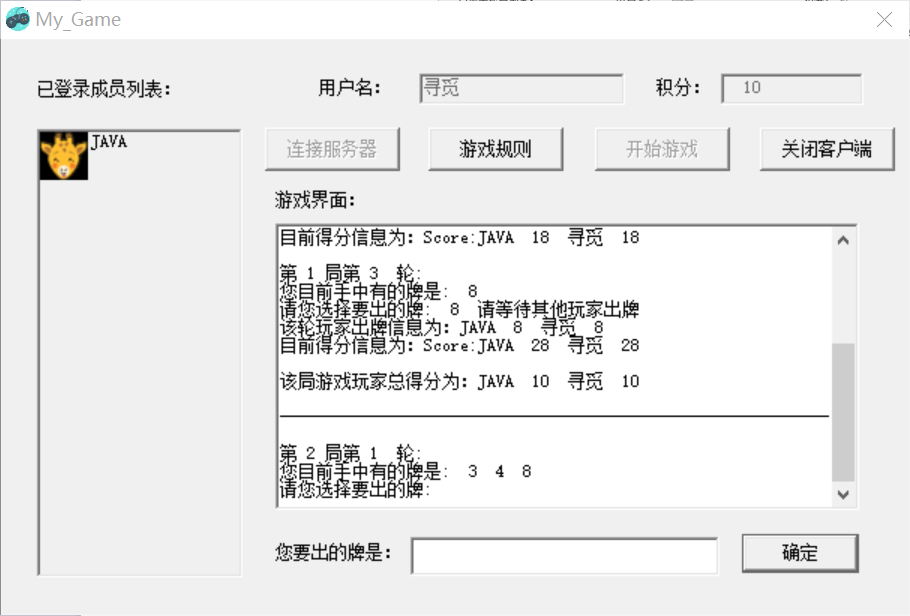 My_Game
已登录成员列表: 用户名: 寻觅 积分: 10
JAVA
连接服务器 游戏规则 开始游戏 关闭客户端
游戏界面:
目前得分信息为: Score:JAVA 18 寻觅 18
第 1 局第 3 轮:
您目前手中有的牌是: 8
请您选择要出的牌: 8 请等待其他玩家出牌
该轮玩家出牌信息为: JAVA 8 寻觅 8
目前得分信息为: Score:JAVA 28 寻觅 28
该局游戏玩家总得分为: JAVA 10 寻觅 10
第 2 局第 1 轮:
您目前手中有的牌是: 3 4 8
请您选择要出的牌:
您要出的牌是: 确定